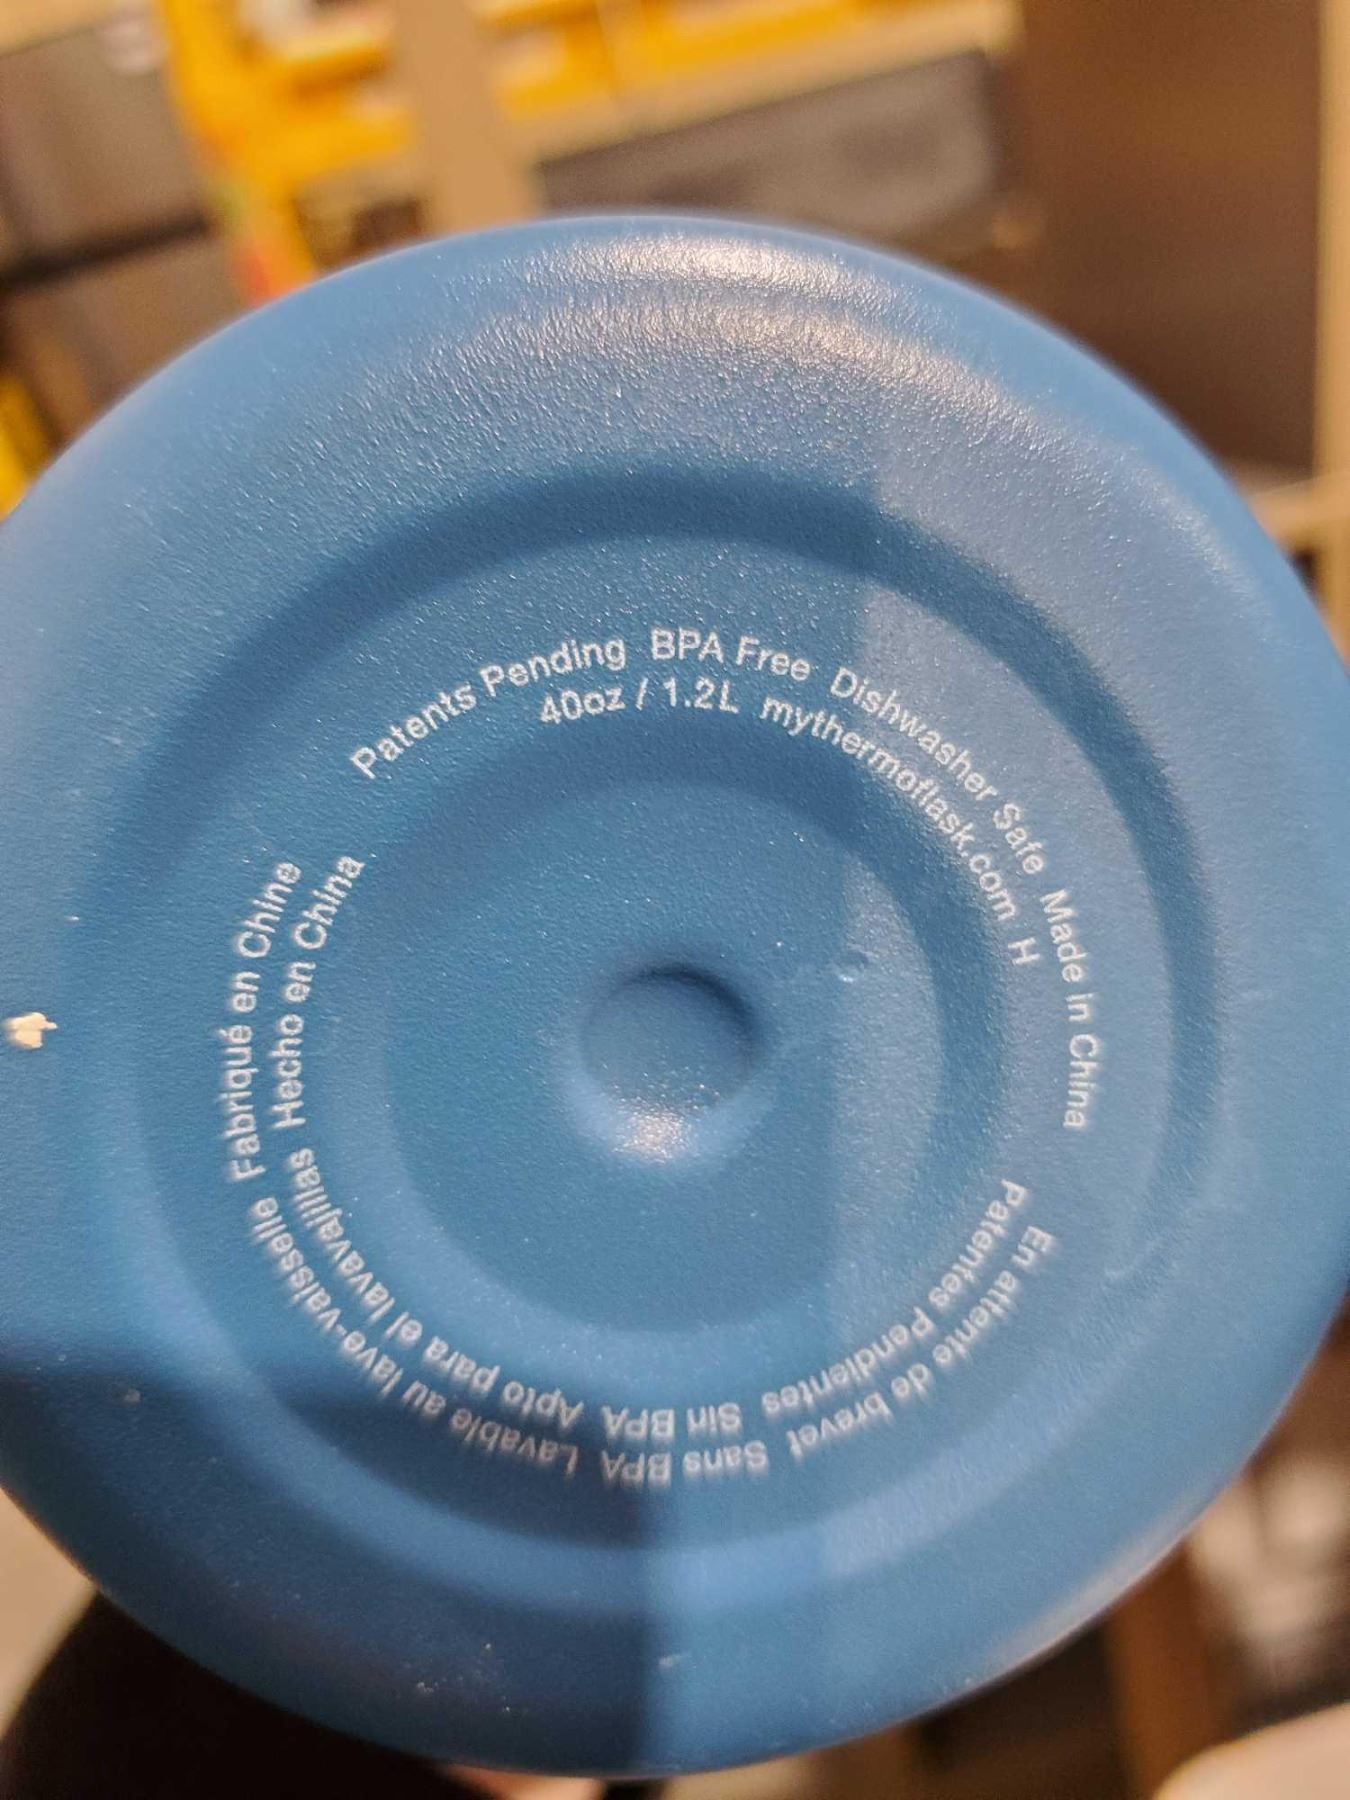 Patents Pending BPA Free Dishwasher Safe Made in China
40oz / 1.2L mythermoflask.com H
En attente de brevet Sans BPA Lavable au lave-vaisselle Fabriqué en Chine
Patentes Pendientes Sin BPA Apto para el lavavajillas Hecho en China